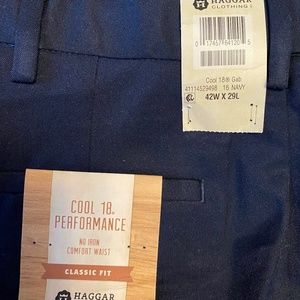 HAGGAR
CLOTHING
Cool 18® Gab
41114529498 16 NAVY
42W X 29L
COOL 18®
PERFORMANCE
NO IRON
COMFORT WAIST
CLASSIC FIT
HAGGAR